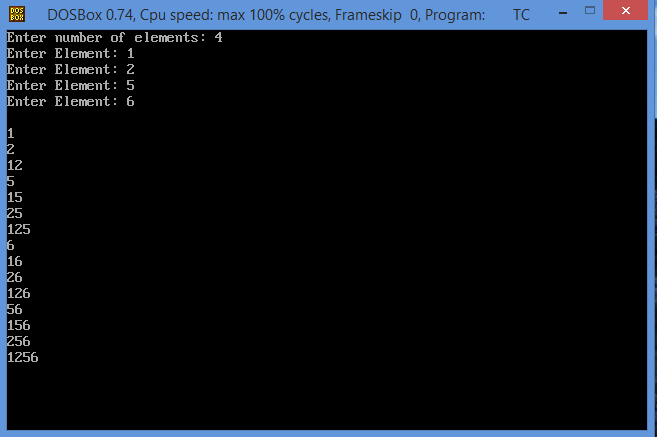 DOS
BOX
DOSBox 0.74, Cpu speed: max 100% cycles, Frameskip 0, Program: TC
Enter number of elements: 4
Enter Element: 1
Enter Element: 2
Enter Element: 5
Enter Element: 6
1
2
12
5
15
25
125
6
16
26
126
56
156
256
1256